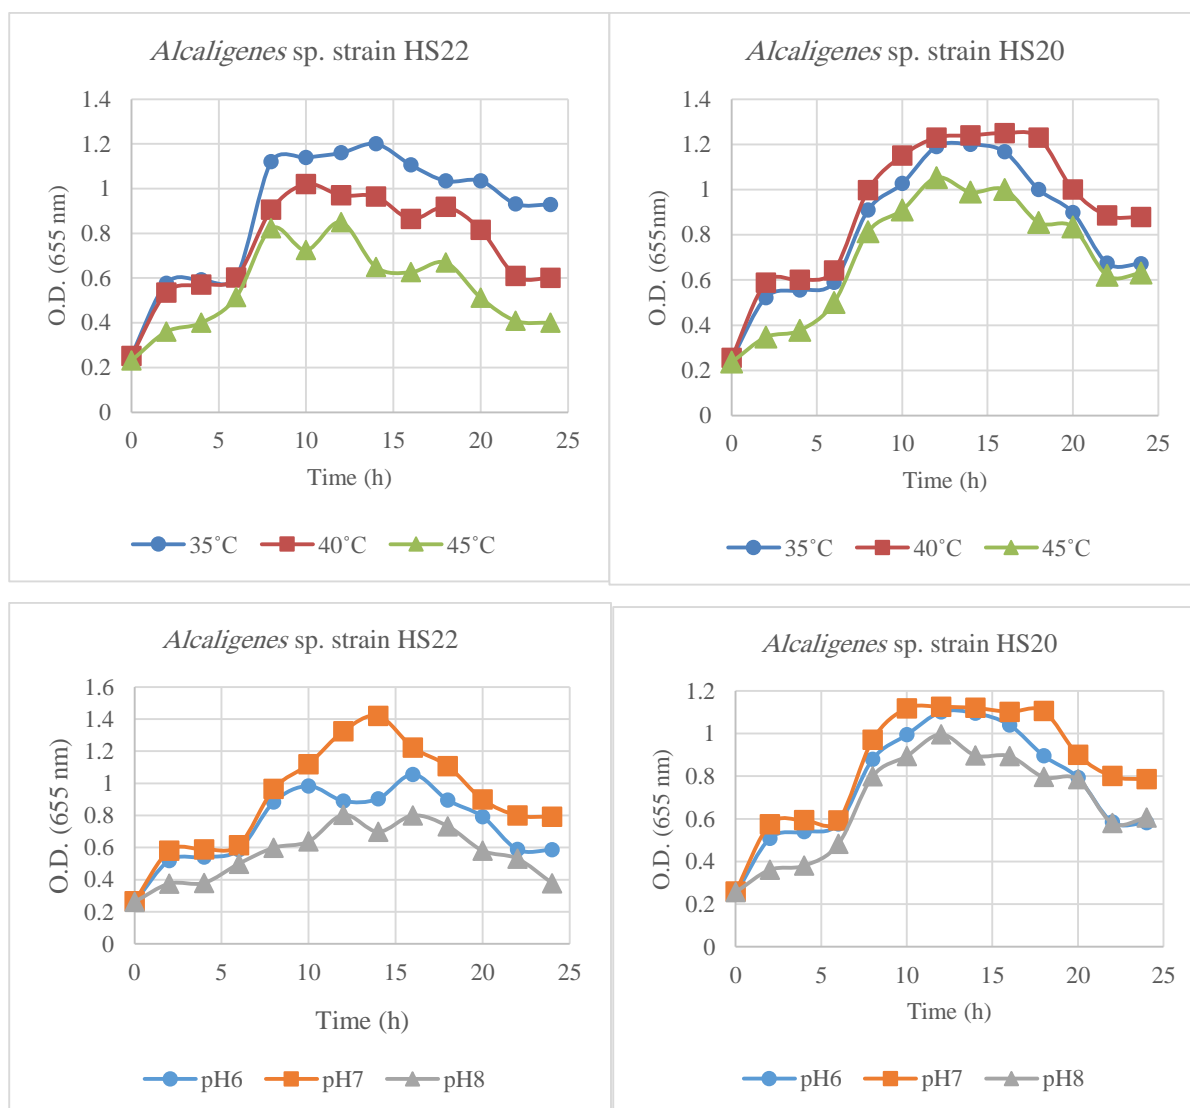 Alcaligenes sp. strain HS22
O.D. (655 nm)
1.4
1.2
1
0.8
0.6
0.4
0.2
0
0 5 10 15 20 25
Time (h)
35˚C 40˚C 45˚C
Alcaligenes sp. strain HS20
O.D. (655nm)
1.4
1.2
1
0.8
0.6
0.4
0.2
0
0 5 10 15 20 25
Time (h)
35˚C 40˚C 45˚C
Alcaligenes sp. strain HS22
O.D. (655 nm)
1.6
1.4
1.2
1
0.8
0.6
0.4
0.2
0
0 5 10 15 20 25
Time (h)
pH6 pH7 pH8
Alcaligenes sp. strain HS20
O.D. (655 nm)
1.2
1
0.8
0.6
0.4
0.2
0
0 5 10 15 20 25
Time (h)
pH6 pH7 pH8